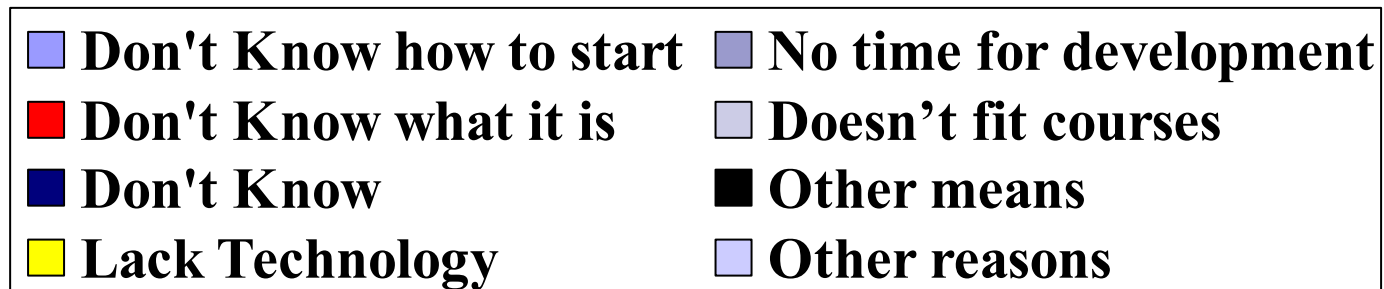 Don't Know how to start
Don't Know what it is
Don't Know
Lack Technology
No time for development
Doesn’t fit courses
Other means
Other reasons